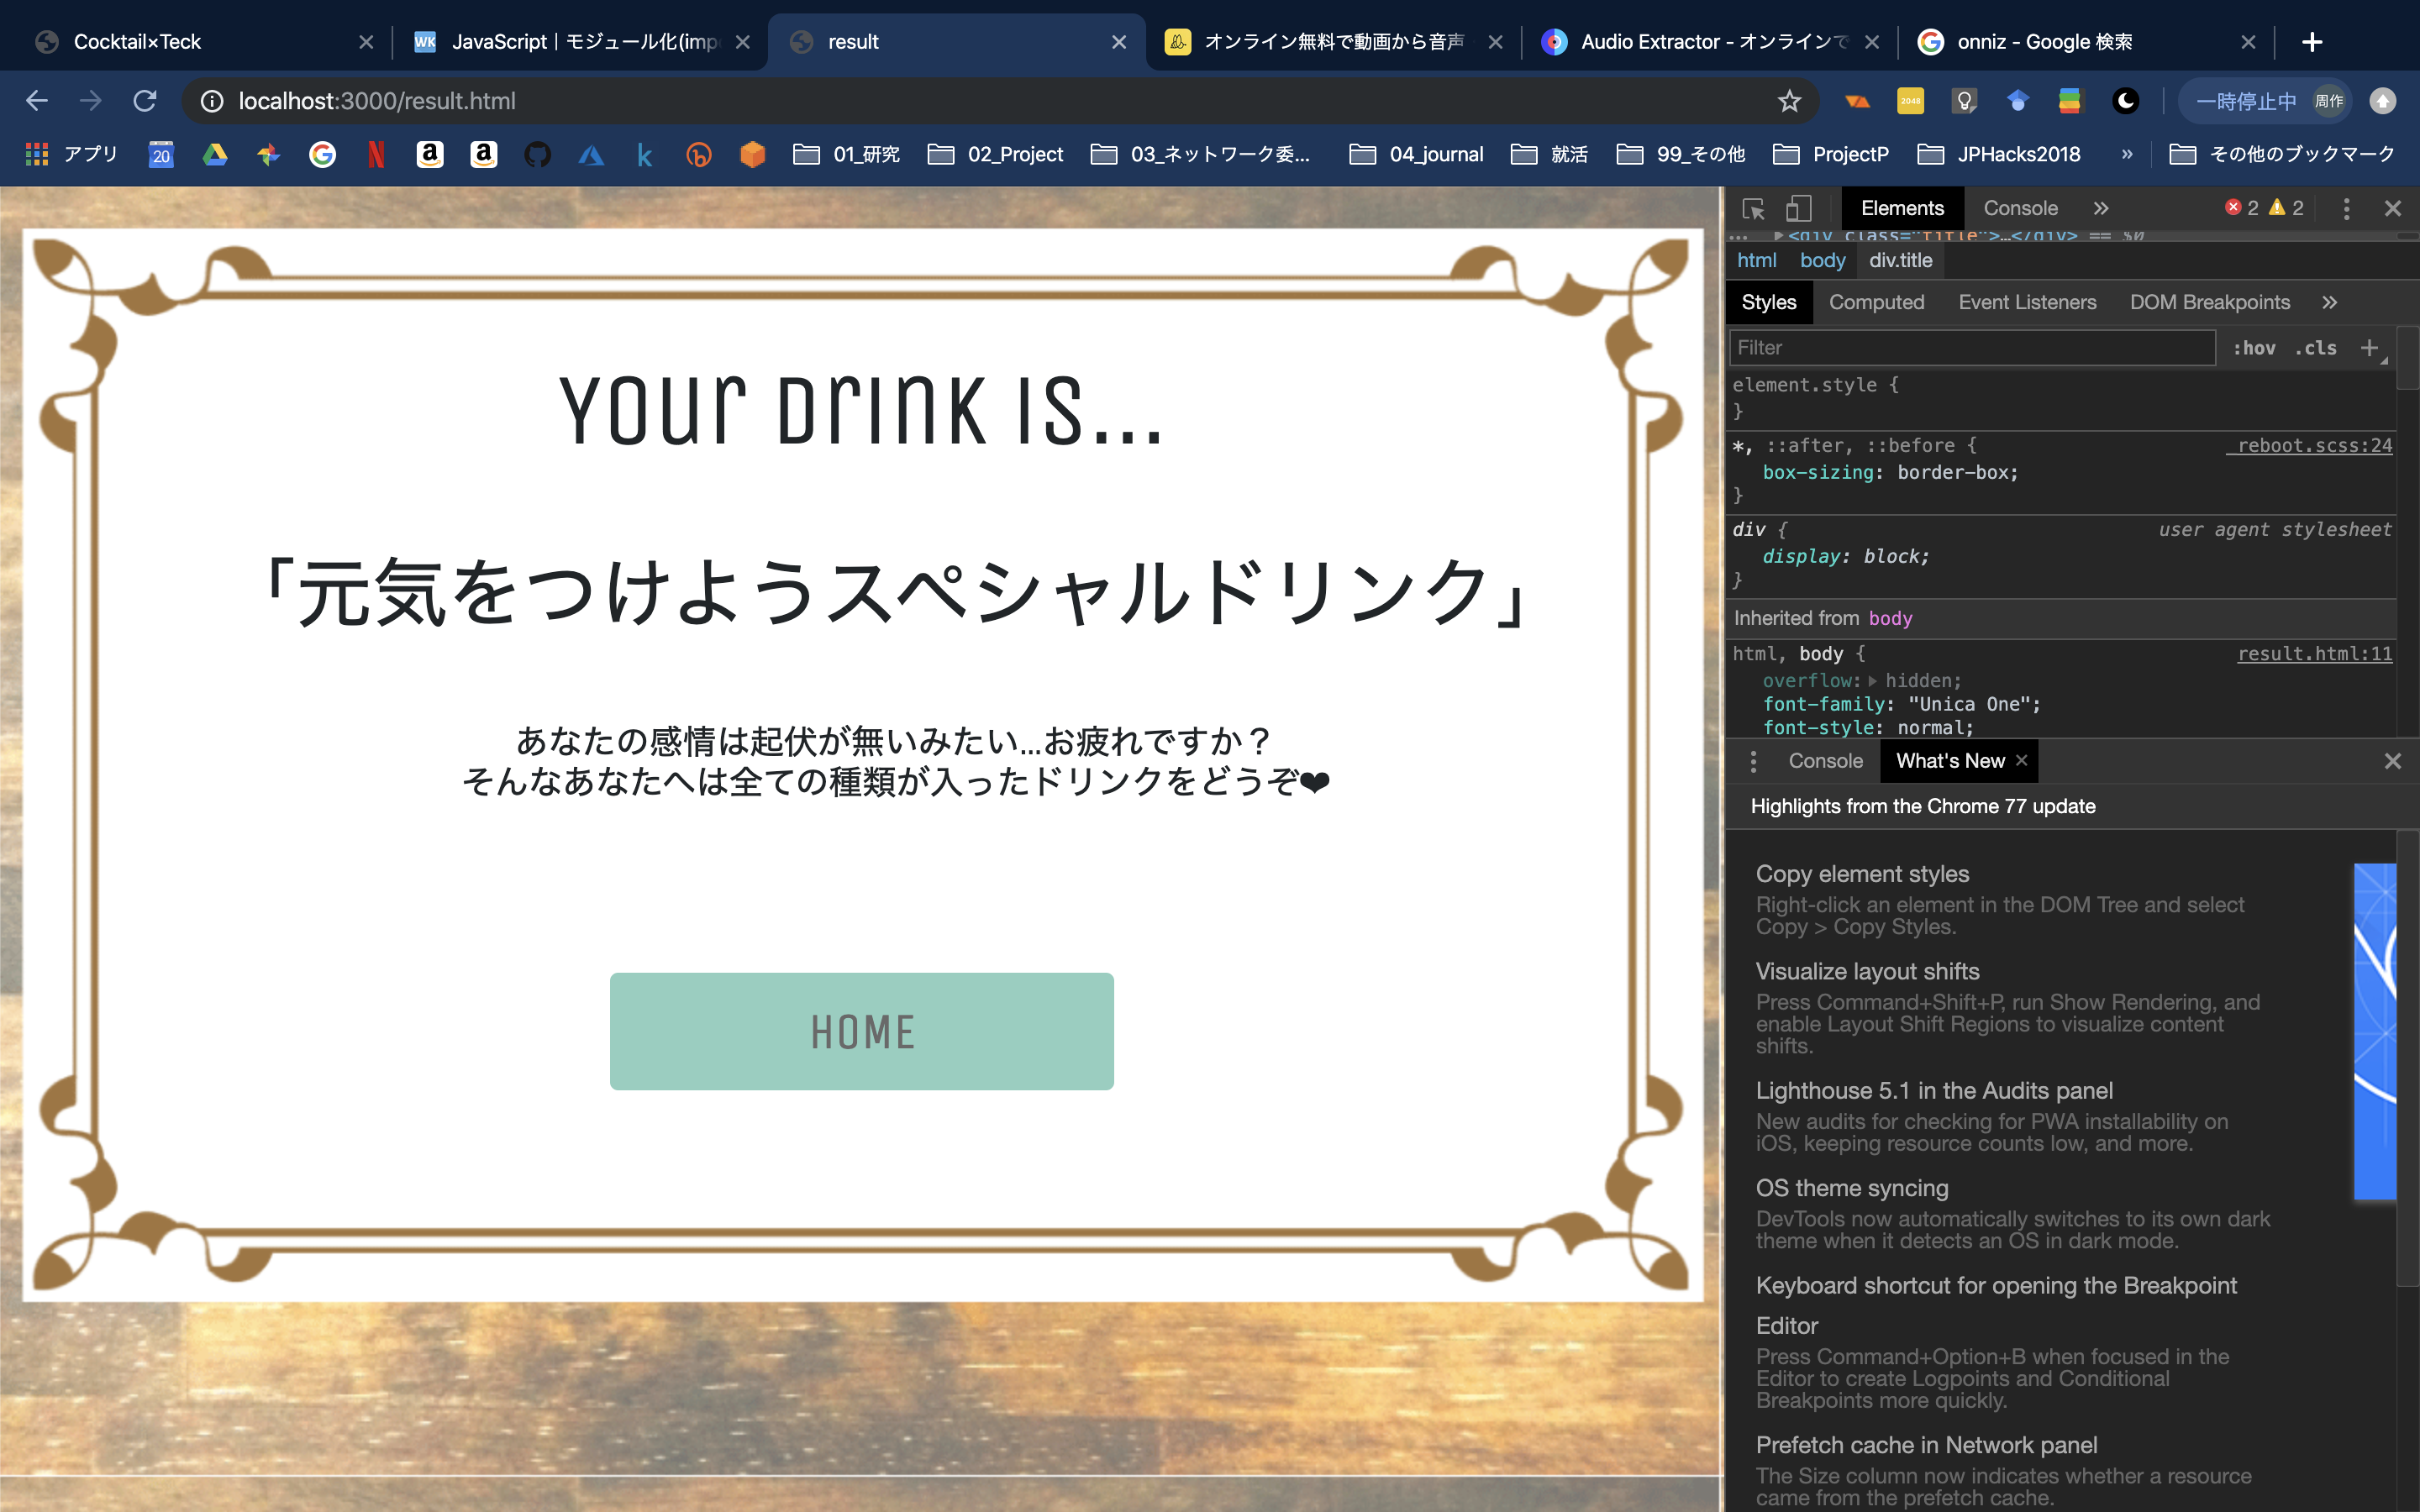 Cocktail×Teck
WK JavaScript｜モジュール化(imp
result
オンライン無料で動画から音声
Audio Extractor - オンラインで
onniz - Google 検索
localhost:3000/result.html
2048
一時停止中 周作
アプリ
20
01_研究
02_Project
03_ネットワーク委...
04_journal
就活
99_その他
ProjectP
JPHacks2018
»
その他のブックマーク
Your Drink is...
「元気をつけようスペシャルドリンク」
あなたの感情は起伏が無いみたい...お疲れですか？
そんなあなたへは全ての種類が入ったドリンクをどうぞ❤
HOME
Elements Console » 2 2
... ▶<div class="title">…</div> == $0
html body div.title
Styles Computed Event Listeners DOM Breakpoints »
Filter :hov .cls +
element.style {
}
*, ::after, ::before { _reboot.scss:24
box-sizing: border-box;
}
div { user agent stylesheet
display: block;
}
Inherited from body
html, body { result.html:11
overflow:▶ hidden;
font-family: "Unica One";
font-style: normal;
Console What's New ×
Highlights from the Chrome 77 update
Copy element styles
Right-click an element in the DOM Tree and select
Copy > Copy Styles.
Visualize layout shifts
Press Command+Shift+P, run Show Rendering, and
enable Layout Shift Regions to visualize content
shifts.
Lighthouse 5.1 in the Audits panel
New audits for checking for PWA installability on
iOS, keeping resource counts low, and more.
OS theme syncing
DevTools now automatically switches to its own dark
theme when it detects an OS in dark mode.
Keyboard shortcut for opening the Breakpoint
Editor
Press Command+Option+B when focused in the
Editor to create Logpoints and Conditional
Breakpoints more quickly.
Prefetch cache in Network panel
The Size column now indicates whether a resource
came from the prefetch cache.